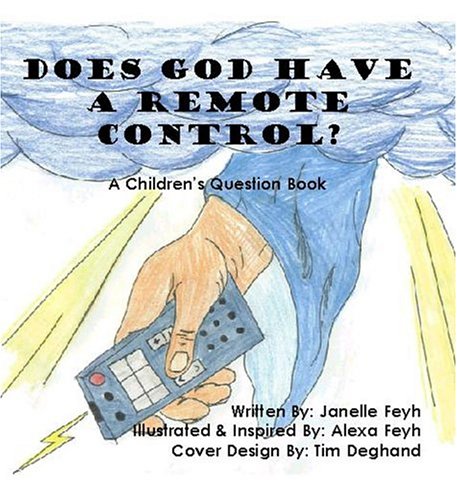 DOES GOD HAVE
A REMOTE
CONTROL?
A Children's Question Book
Written By: Janelle Feyh
Illustrated & Inspired By: Alexa Feyh
Cover Design By: Tim Deghand